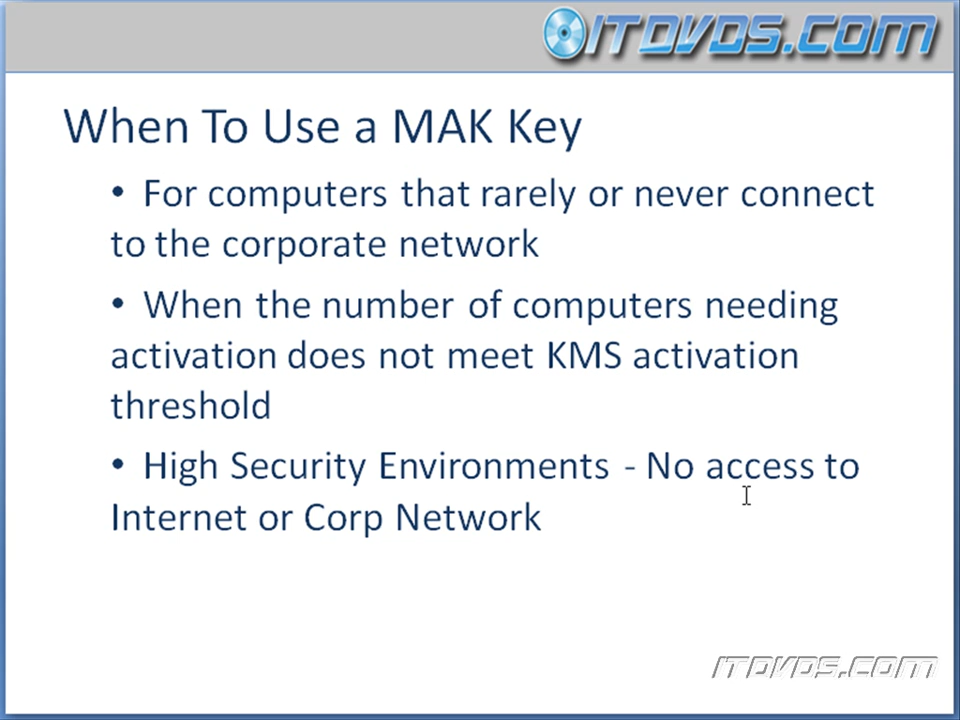 ITDVDS.COM
When To Use a MAK Key
• For computers that rarely or never connect
to the corporate network
• When the number of computers needing
activation does not meet KMS activation
threshold
• High Security Environments - No access to
Internet or Corp Network
ITDVDS.COM